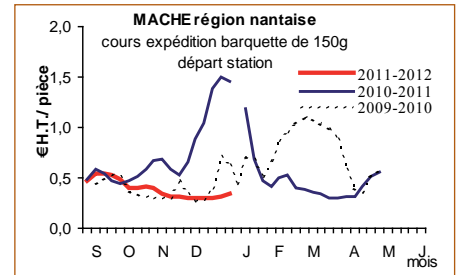 MACHE région nantaise
cours expédition barquette de 150g
départ station
€ H.T./ pièce
2,0
1,5
1,0
0,5
0,0
2011-2012
2010-2011
2009-2010
S O N D J F M A M J
mois